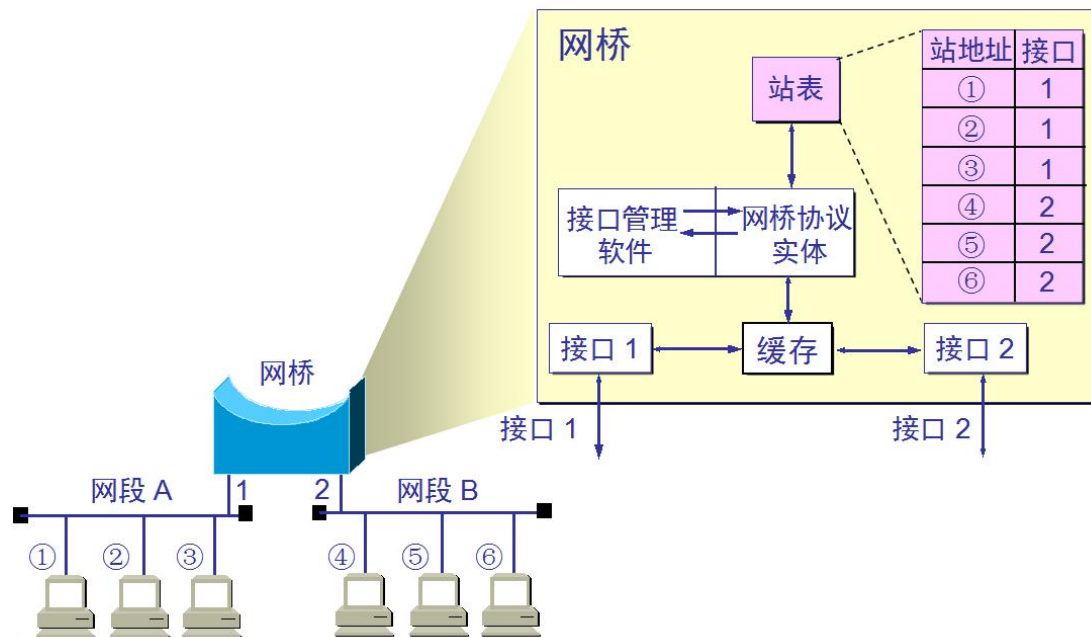 网桥
站表
站地址 接口
① 1
② 1
③ 1
④ 2
⑤ 2
⑥ 2
接口管理
软件
网桥协议
实体
接口 1
缓存
接口 2
网桥
接口 1
接口 2
网段 A
1
2
网段 B
① ② ③ ④ ⑤ ⑥